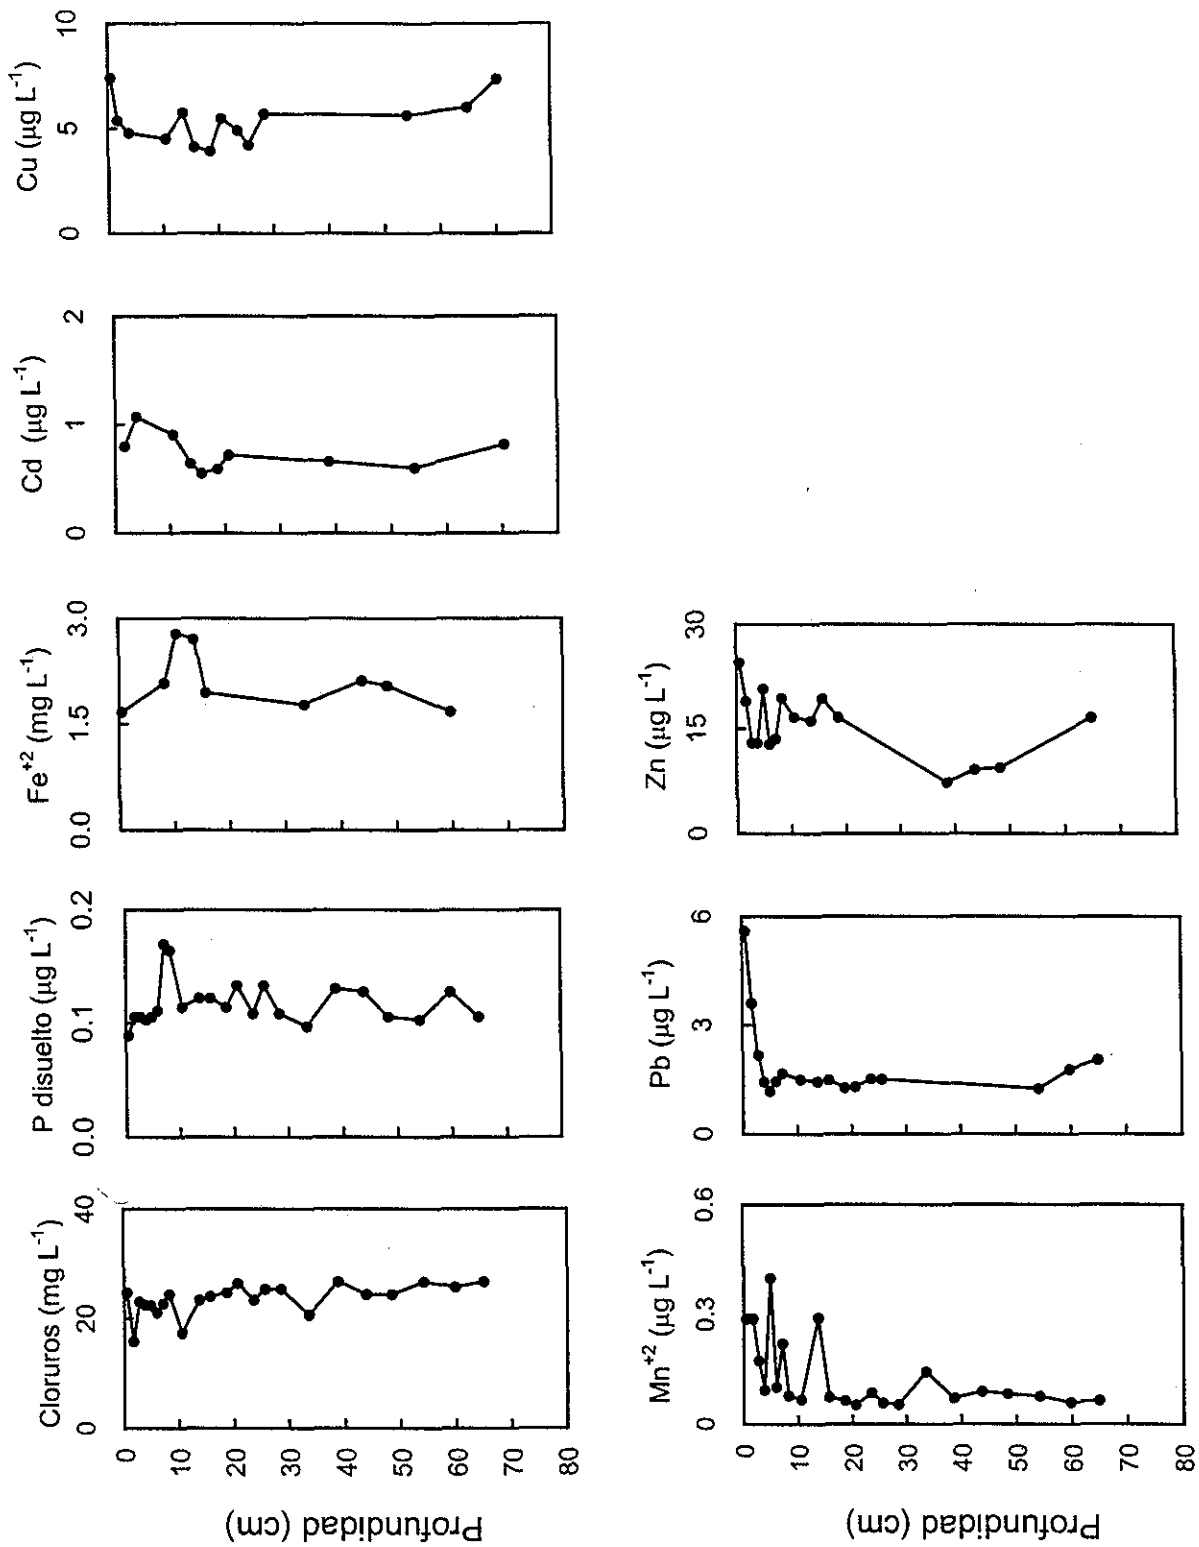 Cloruros (mg L⁻¹)
0 20 40
P disuelto (µg L⁻¹)
0.0 0.1 0.2
Fe⁺² (mg L⁻¹)
0.0 1.5 3.0
Cd (µg L⁻¹)
0 1 2
Cu (µg L⁻¹)
0 5 10
Profundidad (cm)
0
10
20
30
40
50
60
70
80
Mn⁺² (µg L⁻¹)
0 0.3 0.6
Pb (µg L⁻¹)
0 3 6
Zn (µg L⁻¹)
0 15 30
Profundidad (cm)
0
10
20
30
40
50
60
70
80